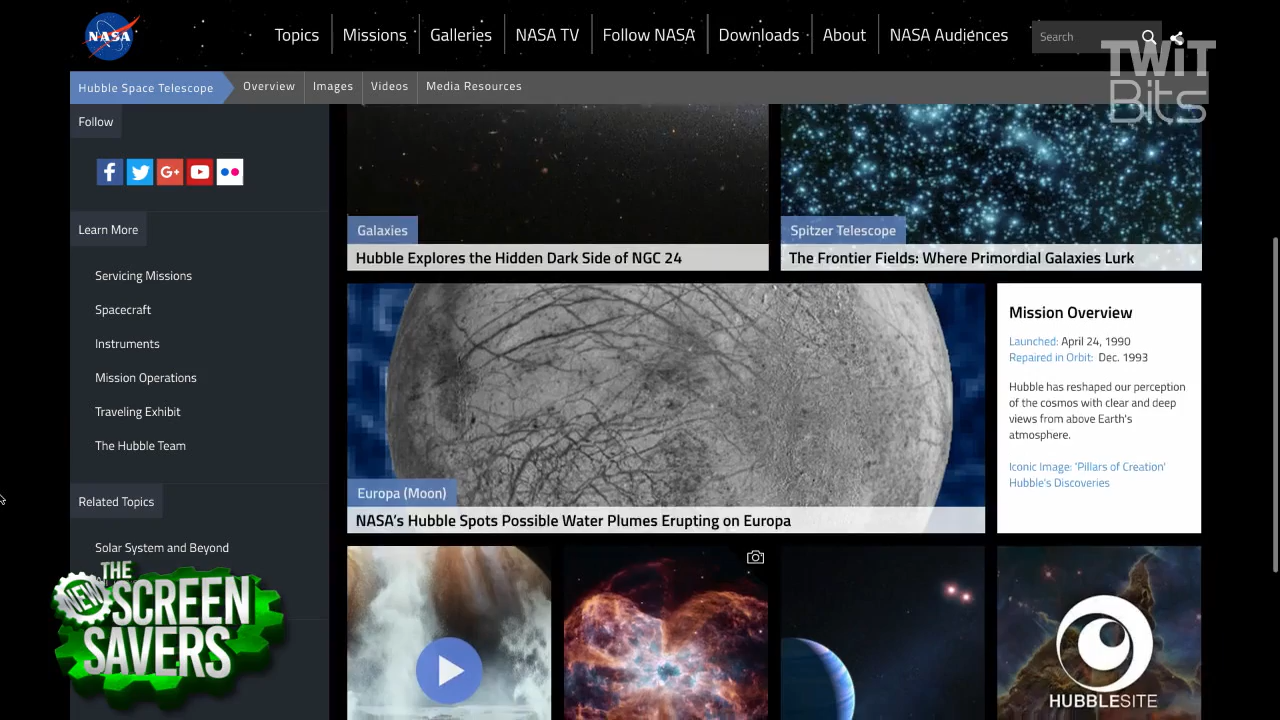 NASA
Topics
Missions
Galleries
NASA TV
Follow NASA
Downloads
About
NASA Audiences
Search
TWiT
Bits
Hubble Space Telescope
Overview
Images
Videos
Media Resources
Follow
Learn More
Servicing Missions
Spacecraft
Instruments
Mission Operations
Traveling Exhibit
The Hubble Team
Related Topics
Solar System and Beyond
Galaxies
Hubble Explores the Hidden Dark Side of NGC 24
Spitzer Telescope
The Frontier Fields: Where Primordial Galaxies Lurk
Europa (Moon)
NASA's Hubble Spots Possible Water Plumes Erupting on Europa
Mission Overview
Launched: April 24, 1990
Repaired in Orbit: Dec. 1993
Hubble has reshaped our perception
of the cosmos with clear and deep
views from above Earth's
atmosphere.
Iconic Image: 'Pillars of Creation'
Hubble's Discoveries
HUBBLESITE
THE
NEW
SCREEN
SAVERS